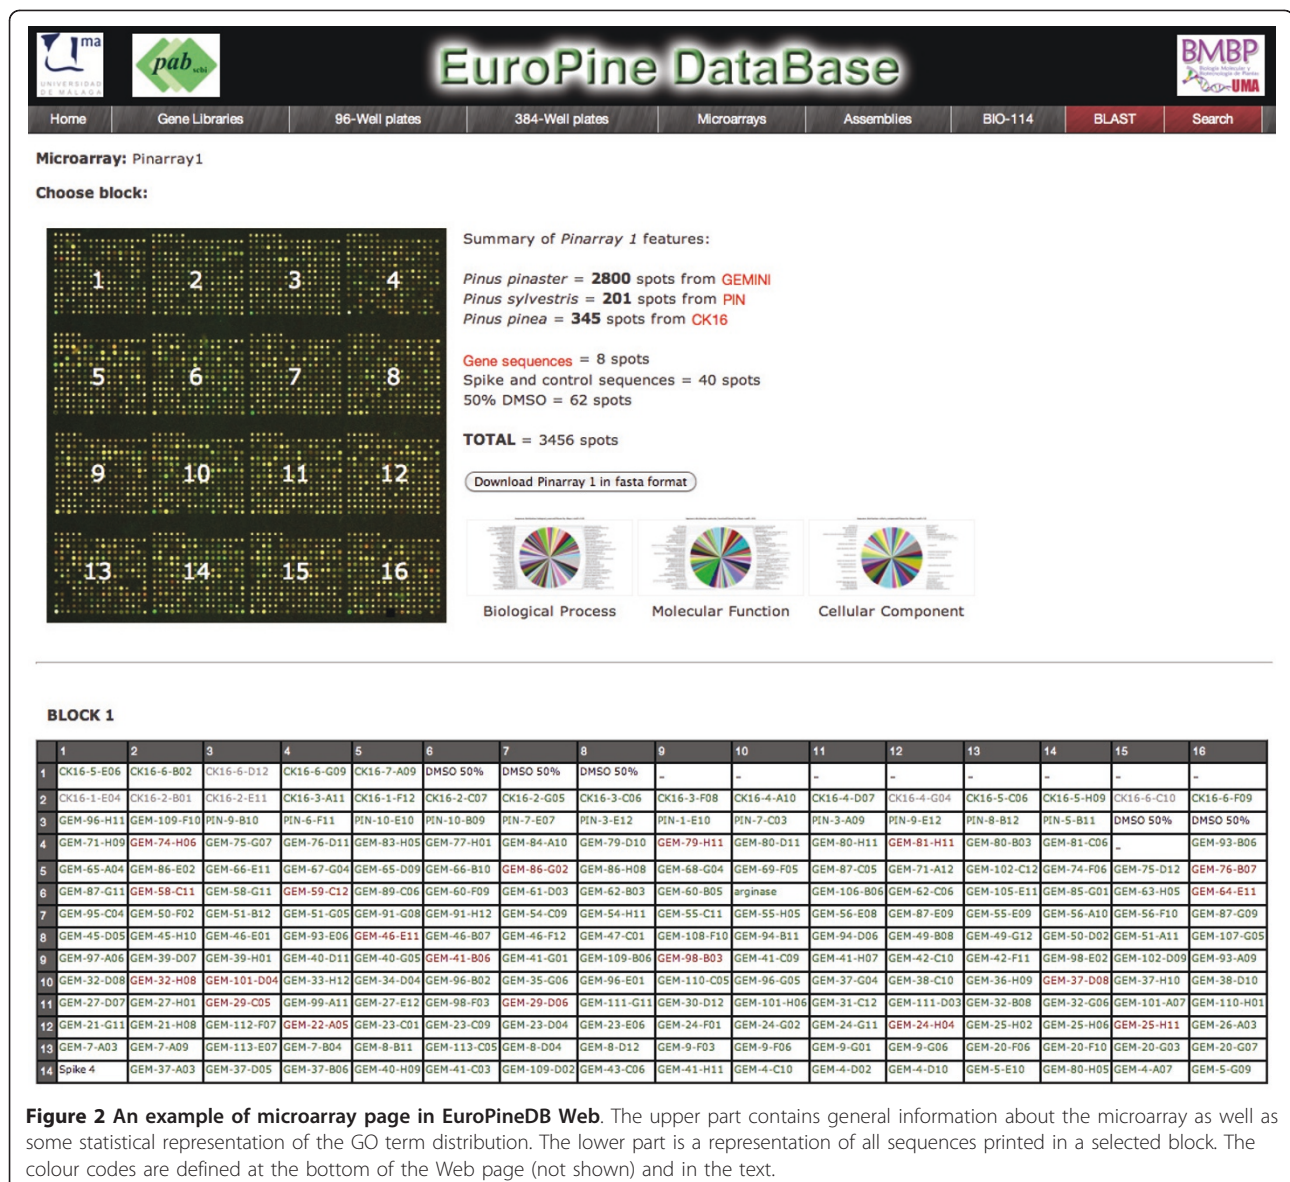 ma
UNIVERSIDAD
DE MALAGA
pab scbi
EuroPine DataBase
BMBP
Biología Molecular y
Biotecnología de Plantas
UMA
Home Gene Libraries 96-Well plates 384-Well plates Microarrays Assemblies BIO-114 BLAST Search
Microarray: Pinarray1
Choose block:
1 2 3 4
5 6 7 8
9 10 11 12
13 14 15 16
Summary of Pinarray 1 features:
Pinus pinaster = 2800 spots from GEMINI
Pinus sylvestris = 201 spots from PIN
Pinus pinea = 345 spots from CK16
Gene sequences = 8 spots
Spike and control sequences = 40 spots
50% DMSO = 62 spots
TOTAL = 3456 spots
Download Pinarray 1 in fasta format
Biological Process Molecular Function Cellular Component
BLOCK 1
1 2 3 4 5 6 7 8 9 10 11 12 13 14 15 16
1 CK16-5-E06 CK16-6-B02 CK16-6-D12 CK16-6-G09 CK16-7-A09 DMSO 50% DMSO 50% DMSO 50% - - - - - - - -
2 CK16-1-E04 CK16-2-B01 CK16-2-E11 CK16-3-A11 CK16-1-F12 CK16-2-C07 CK16-2-G05 CK16-3-C06 CK16-3-F08 CK16-4-A10 CK16-4-D07 CK16-4-G04 CK16-5-C06 CK16-5-H09 CK16-6-C10 CK16-6-F09
3 GEM-96-H11 GEM-109-F10 PIN-9-B10 PIN-6-F11 PIN-10-E10 PIN-10-B09 PIN-7-E07 PIN-3-E12 PIN-1-E10 PIN-7-C03 PIN-3-A09 PIN-9-E12 PIN-8-B12 PIN-5-B11 DMSO 50% DMSO 50%
4 GEM-71-H09 GEM-74-H06 GEM-75-G07 GEM-76-D11 GEM-83-H05 GEM-77-H01 GEM-84-A10 GEM-79-D10 GEM-79-H11 GEM-80-D11 GEM-80-H11 GEM-81-H11 GEM-80-B03 GEM-81-C06 - GEM-93-B06
5 GEM-65-A04 GEM-86-E02 GEM-66-E11 GEM-67-G04 GEM-65-D09 GEM-66-B10 GEM-86-G02 GEM-86-H08 GEM-68-G04 GEM-69-F05 GEM-87-C05 GEM-71-A12 GEM-102-C12 GEM-74-F06 GEM-75-D12 GEM-76-B07
6 GEM-87-G11 GEM-58-C11 GEM-58-G11 GEM-59-C12 GEM-89-C06 GEM-60-F09 GEM-61-D03 GEM-62-B03 GEM-60-B05 arginase GEM-106-B06 GEM-62-C06 GEM-105-E11 GEM-85-G01 GEM-63-H05 GEM-64-E11
7 GEM-95-C04 GEM-50-F02 GEM-51-B12 GEM-51-G05 GEM-91-G08 GEM-91-H12 GEM-54-C09 GEM-54-H11 GEM-55-C11 GEM-55-H05 GEM-56-E08 GEM-87-E09 GEM-55-E09 GEM-56-A10 GEM-56-F10 GEM-87-G09
8 GEM-45-D05 GEM-45-H10 GEM-46-E01 GEM-93-E06 GEM-46-E11 GEM-46-B07 GEM-46-F12 GEM-47-C01 GEM-108-F10 GEM-94-B11 GEM-94-D06 GEM-49-B08 GEM-49-G12 GEM-50-D02 GEM-51-A11 GEM-107-G05
9 GEM-97-A06 GEM-39-D07 GEM-39-H01 GEM-40-D11 GEM-40-G05 GEM-41-B06 GEM-41-G01 GEM-109-B06 GEM-98-B03 GEM-41-C09 GEM-41-H07 GEM-42-C10 GEM-42-F11 GEM-98-E02 GEM-102-D09 GEM-93-A09
10 GEM-32-D08 GEM-32-H08 GEM-101-D04 GEM-33-H12 GEM-34-D04 GEM-96-B02 GEM-35-G06 GEM-96-E01 GEM-110-C05 GEM-96-G05 GEM-37-G04 GEM-38-C10 GEM-36-H09 GEM-37-D08 GEM-37-H10 GEM-38-D10
11 GEM-27-D07 GEM-27-H01 GEM-29-C05 GEM-99-A11 GEM-27-E12 GEM-98-F03 GEM-29-D06 GEM-111-G11 GEM-30-D12 GEM-101-H06 GEM-31-C12 GEM-111-D03 GEM-32-B08 GEM-32-G06 GEM-101-A07 GEM-110-H01
12 GEM-21-G11 GEM-21-H08 GEM-112-F07 GEM-22-A05 GEM-23-C01 GEM-23-C09 GEM-23-D04 GEM-23-E06 GEM-24-F01 GEM-24-G02 GEM-24-G11 GEM-24-H04 GEM-25-H02 GEM-25-H06 GEM-25-H11 GEM-26-A03
13 GEM-7-A03 GEM-7-A09 GEM-113-E07 GEM-7-B04 GEM-8-B11 GEM-113-C05 GEM-8-D04 GEM-8-D12 GEM-9-F03 GEM-9-F06 GEM-9-G01 GEM-9-G06 GEM-20-F06 GEM-20-F10 GEM-20-G03 GEM-20-G07
14 Spike 4 GEM-37-A03 GEM-37-D05 GEM-37-B06 GEM-40-H09 GEM-41-C03 GEM-109-D02 GEM-43-C06 GEM-41-H11 GEM-4-C10 GEM-4-D02 GEM-4-D10 GEM-5-E10 GEM-80-H05 GEM-4-A07 GEM-5-G09
Figure 2 An example of microarray page in EuroPineDB Web. The upper part contains general information about the microarray as well as
some statistical representation of the GO term distribution. The lower part is a representation of all sequences printed in a selected block. The
colour codes are defined at the bottom of the Web page (not shown) and in the text.